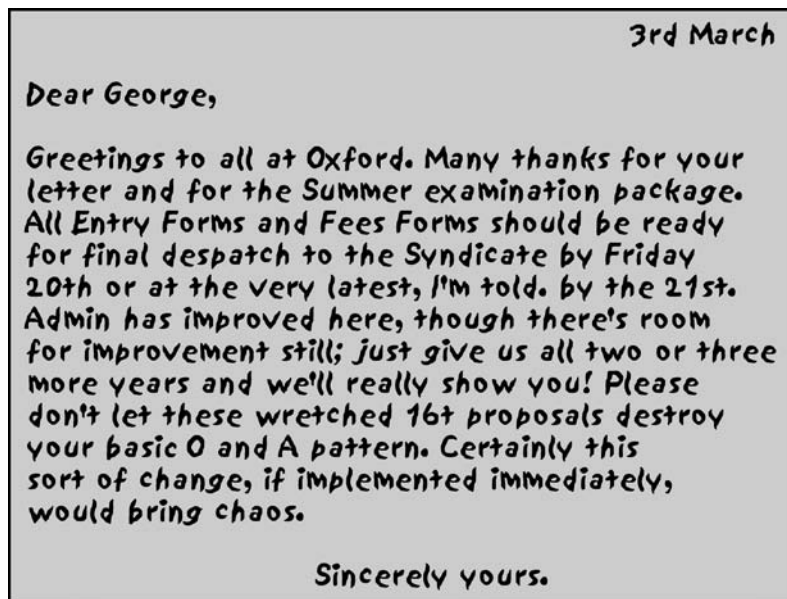 3rd March
Dear George,
Greetings to all at Oxford. Many thanks for your
letter and for the Summer examination package.
All Entry Forms and Fees Forms should be ready
for final despatch to the Syndicate by Friday
20th or at the very latest, I'm told. by the 21st.
Admin has improved here, though there's room
for improvement still; just give us all two or three
more years and we'll really show you! Please
don't let these wretched 16t proposals destroy
your basic O and A pattern. Certainly this
sort of change, if implemented immediately,
would bring chaos.
Sincerely yours.